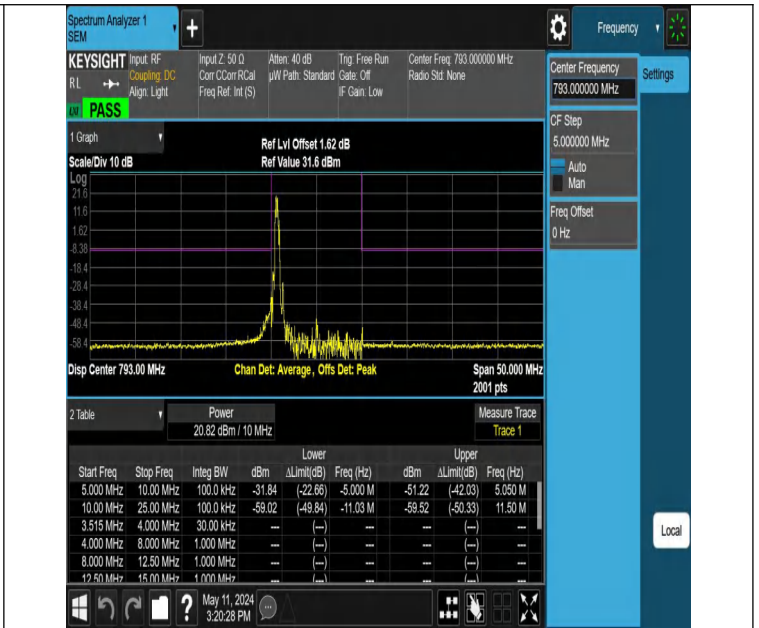 Spectrum Analyzer 1
SEM
+
Frequency
KEYSIGHT
RL
LXI PASS
Input: RF
Coupling: DC
Align: Light
Input Z: 50 Ω
Corr CCorr RCal
Freq Ref: Int (S)
Atten: 40 dB
µW Path: Standard
Trig: Free Run
Gate: Off
IF Gain: Low
Center Freq: 793.000000 MHz
Radio Std: None
Center Frequency
793.000000 MHz
Settings
CF Step
5.000000 MHz
Auto
Man
Freq Offset
0 Hz
1 Graph
Ref Lvl Offset 1.62 dB
Scale/Div 10 dB Ref Value 31.6 dBm
Log
21.6
11.6
1.62
-8.38
-18.4
-28.4
-38.4
-48.4
-58.4
Disp Center 793.00 MHz Chan Det: Average , Offs Det: Peak Span 50.000 MHz
2001 pts
2 Table Power Measure Trace
20.82 dBm / 10 MHz Trace 1
Lower Upper
Start Freq Stop Freq Integ BW dBm ΔLimit(dB) Freq (Hz) dBm ΔLimit(dB) Freq (Hz)
5.000 MHz 10.00 MHz 100.0 kHz -31.84 (-22.66) -5.000 M -51.22 (-42.03) 5.050 M
10.00 MHz 25.00 MHz 100.0 kHz -59.02 (-49.84) -11.03 M -59.52 (-50.33) 11.50 M
3.515 MHz 4.000 MHz 30.00 kHz --- (---) --- --- (---) ---
4.000 MHz 8.000 MHz 1.000 MHz --- (---) --- --- (---) ---
8.000 MHz 12.50 MHz 1.000 MHz --- (---) --- --- (---) ---
12.50 MHz 15.00 MHz 1.000 MHz --- (---) --- --- (---) ---
Local
? May 11, 2024
3:20:28 PM